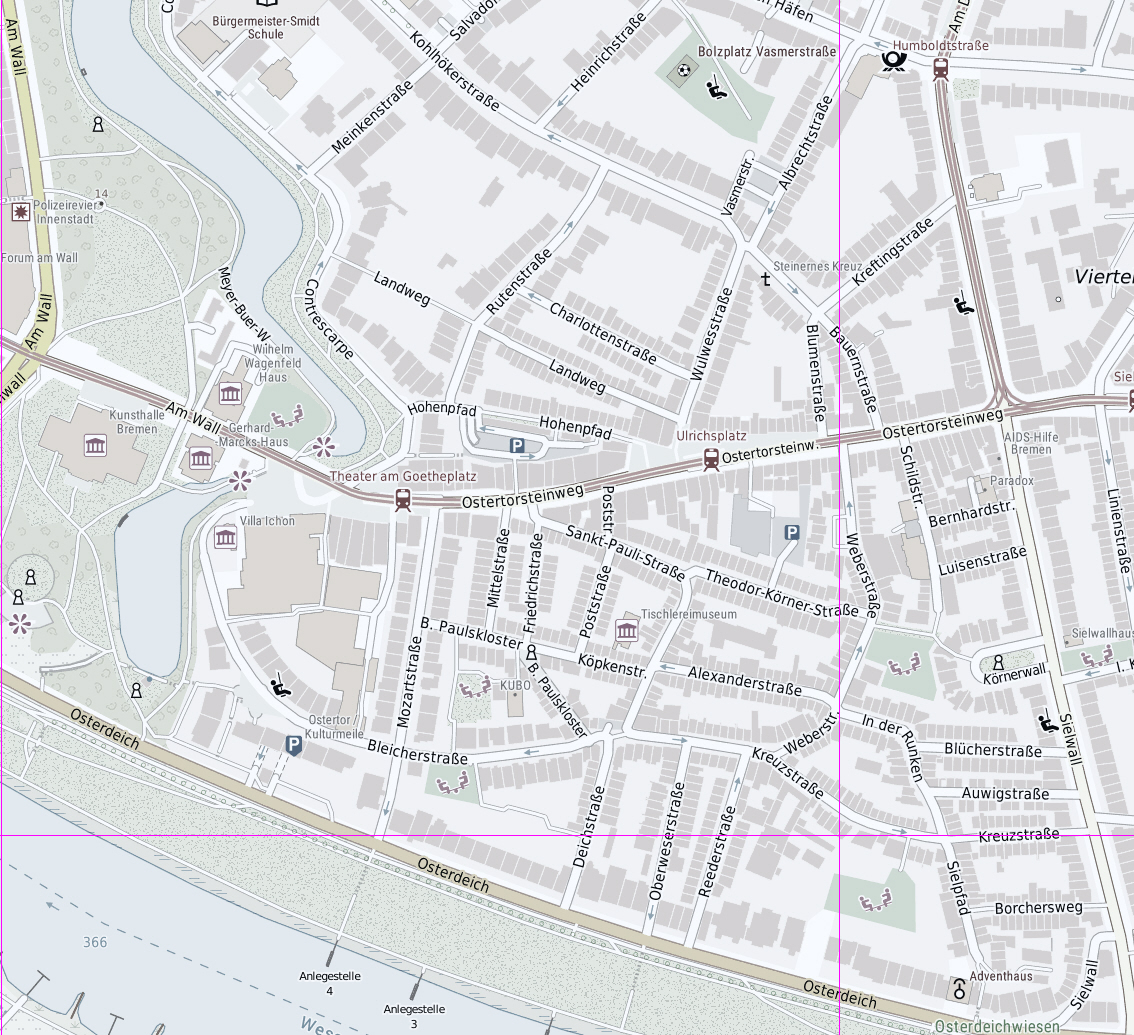 Am Wall
Bürgermeister-Smidt
Schule
Kohlhökerstraße
Heinrichstraße
Meinkenstraße
Bolzplatz Vasmerstraße
Häfen
Humboldtstraße
Albrechtstraße
Vasmerstr.
14
Polizeirevier
Innenstadt
Forum am Wall
Am Wall
Meyer-Buer-W
Contrescarpe
Landweg
Rutenstraße
Charlottenstraße
Landweg
Wulwesstraße
Steinernes Kreuz
Kreftingstraße
Blumenstraße
Bauernstraße
Wilhelm
Wagenfeld
Haus
Kunsthalle
Bremen
Am Wall
Gerhard-
Marcks-Haus
Hohenpfad
Hohenpfad
P
Ulrichsplatz
Ostertorsteinw.
Ostertorsteinweg
Theater am Goetheplatz
Ostertorsteinweg
AIDS-Hilfe
Bremen
Paradox
Schildstr.
Bernhardstr.
Luisenstraße
Linienstraße
Villa Ichon
Poststr.
P
Sankt-Pauli-Straße
Theodor-Körner-Straße
Weberstraße
Mittelstraße
Friedrichstraße
Poststraße
Tischlereimuseum
B. Paulskloster
B. Paulskloster
Köpkenstr.
Alexanderstraße
KUBO
Mozartstraße
Sielwallhaus
Körnerwall
Osterdeich
P
Ostertor /
Kulturmeile
Bleicherstraße
Weberstr.
In der Runken
Blücherstraße
Sielwall
Kreuzstraße
Auwigstraße
Kreuzstraße
Deichstraße
Oberweserstraße
Reederstraße
Osterdeich
Sielpfad
Borchersweg
366
Anlegestelle
4
Anlegestelle
3
Adventhaus
Sielwall
Osterdeich
Osterdeichwiesen